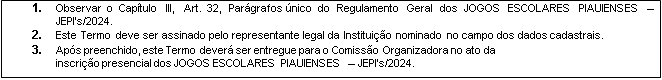 1. Observar o Capítulo III, Art. 32, Parágrafos único do Regulamento Geral dos JOGOS ESCOLARES PIAUIENSES –
JEPI's/2024.
2. Este Termo deve ser assinado pelo representante legal da Instituição nominado no campo dos dados cadastrais.
3. Após preenchido, este Termo deverá ser entregue para o Comissão Organizadora no ato da
inscrição presencial dos JOGOS ESCOLARES PIAUIENSES – JEPI's/2024.